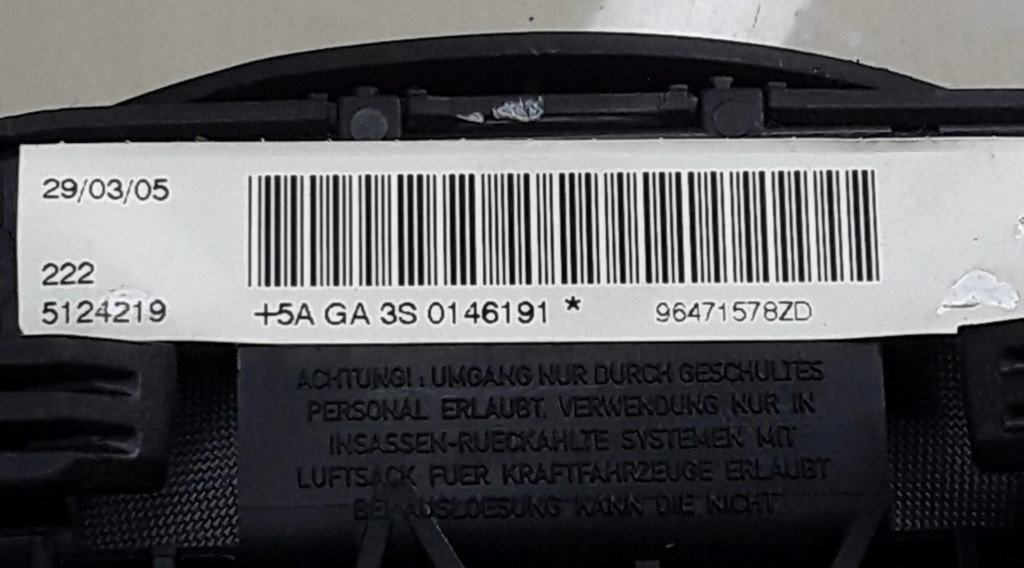 29/03/05
222
5124219
+5A GA 3S 0146191 * 96471578ZD
ACHTUNG! : UMGANG NUR DURCH GESCHULTES
PERSONAL ERLAUBT. VERWENDUNG NUR IN
INSASSEN-RUECKAHLTE SYSTEMEN MIT
LUFTSACK FUER KRAFTFAHRZEUGE ERLAUBT
BEI AUSLOESUNG KANN DIE NICHT